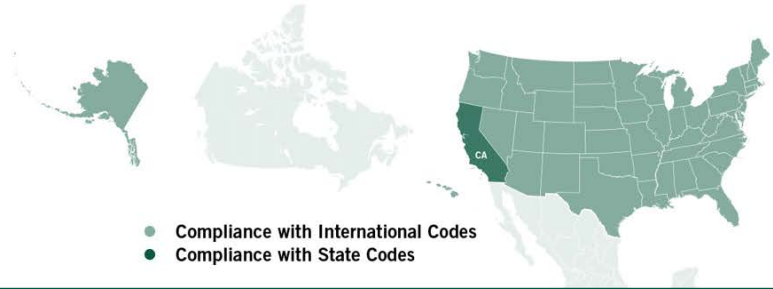 CA
Compliance with International Codes
Compliance with State Codes